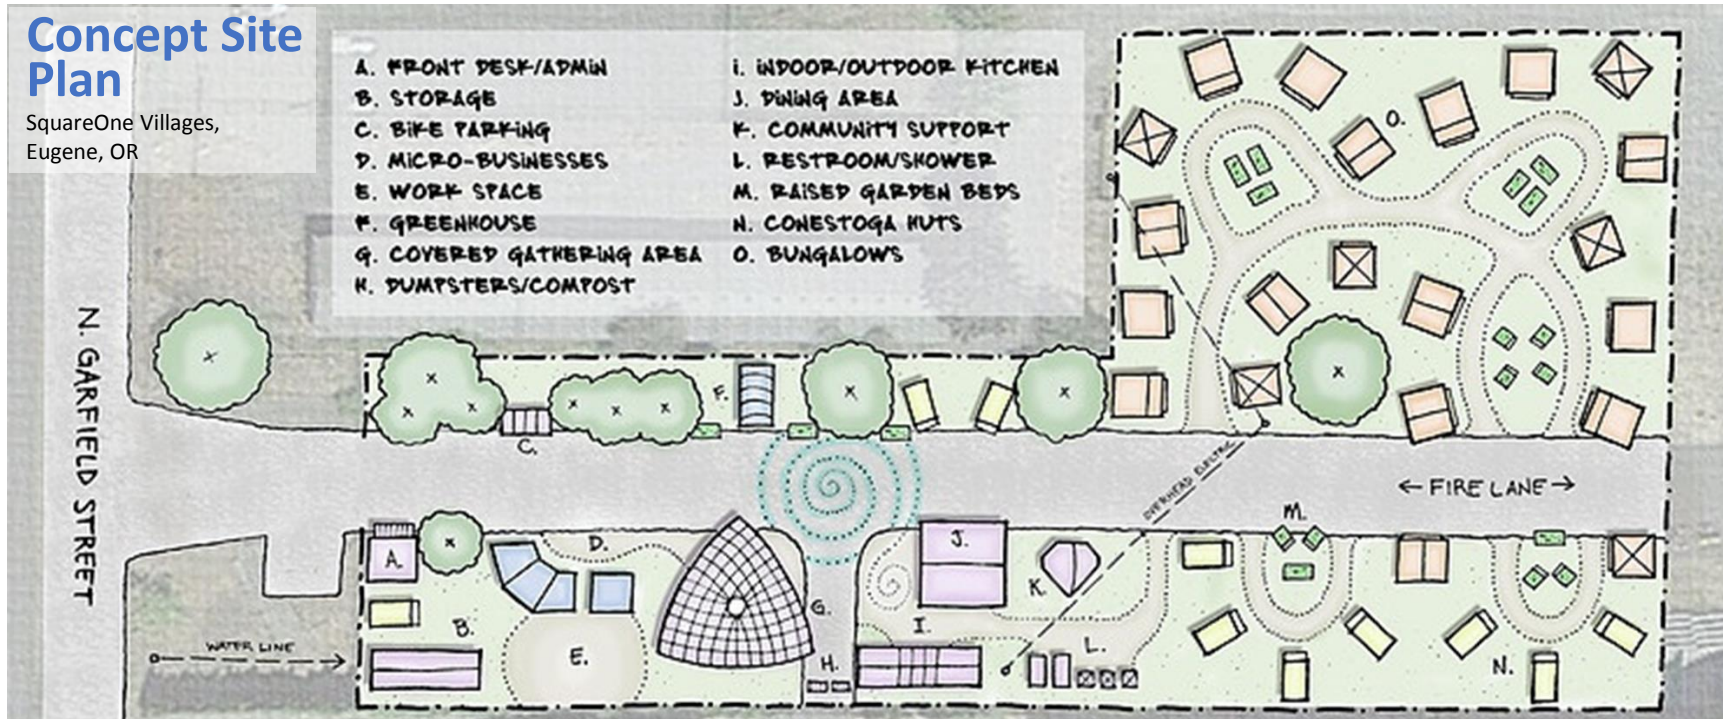 Concept Site
Plan
SquareOne Villages,
Eugene, OR
A. FRONT DESK/ADMIN
B. STORAGE
C. BIKE PARKING
D. MICRO-BUSINESSES
E. WORK SPACE
F. GREENHOUSE
G. COVERED GATHERING AREA
H. DUMPSTERS/COMPOST
I. INDOOR/OUTDOOR KITCHEN
J. DINING AREA
K. COMMUNITY SUPPORT
L. RESTROOM/SHOWER
M. RAISED GARDEN BEDS
N. CONESTOGA HUTS
O. BUNGALOWS
O.
N. GARFIELD STREET
F.
C.
OVERHEAD ELECTRIC
← FIRE LANE →
M.
A.
D.
J.
K.
G.
B.
I.
E.
WATER LINE
H.
L.
N.